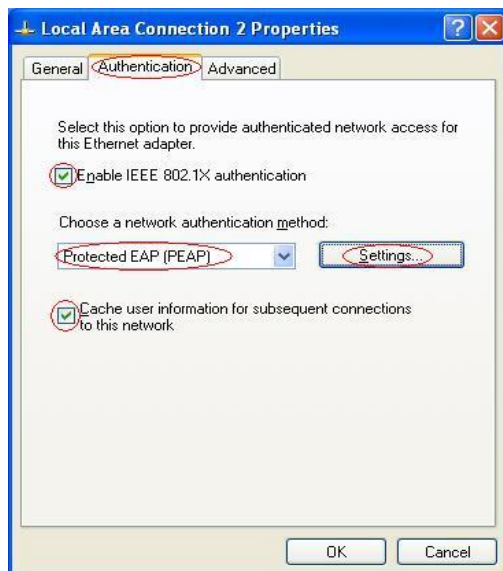 Local Area Connection 2 Properties
General Authentication Advanced
Select this option to provide authenticated network access for
this Ethernet adapter.
Enable IEEE 802.1X authentication
Choose a network authentication method:
Protected EAP (PEAP) Settings...
Cache user information for subsequent connections
to this network
OK Cancel